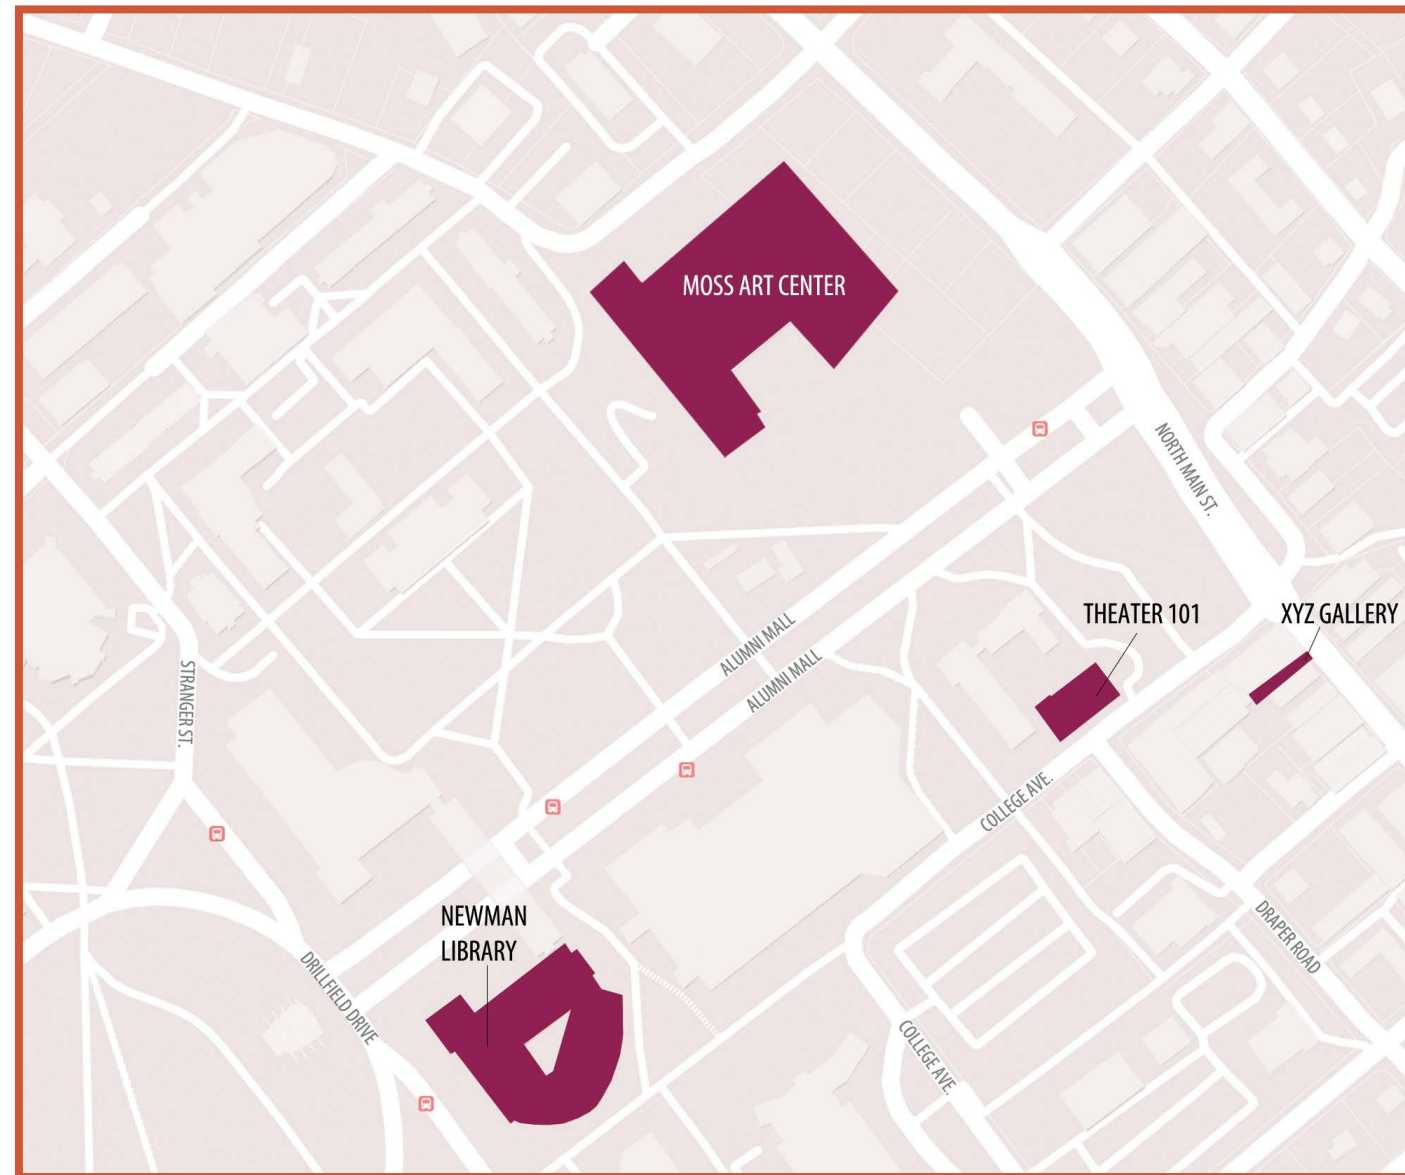 MOSS ART CENTER
NORTH MAIN ST.
THEATER 101
XYZ GALLERY
ALUMNI MALL
ALUMNI MALL
STRANGER ST.
COLLEGE AVE.
NEWMAN
LIBRARY
DRAPER ROAD
DRILLFIELD DRIVE
COLLEGE AVE.